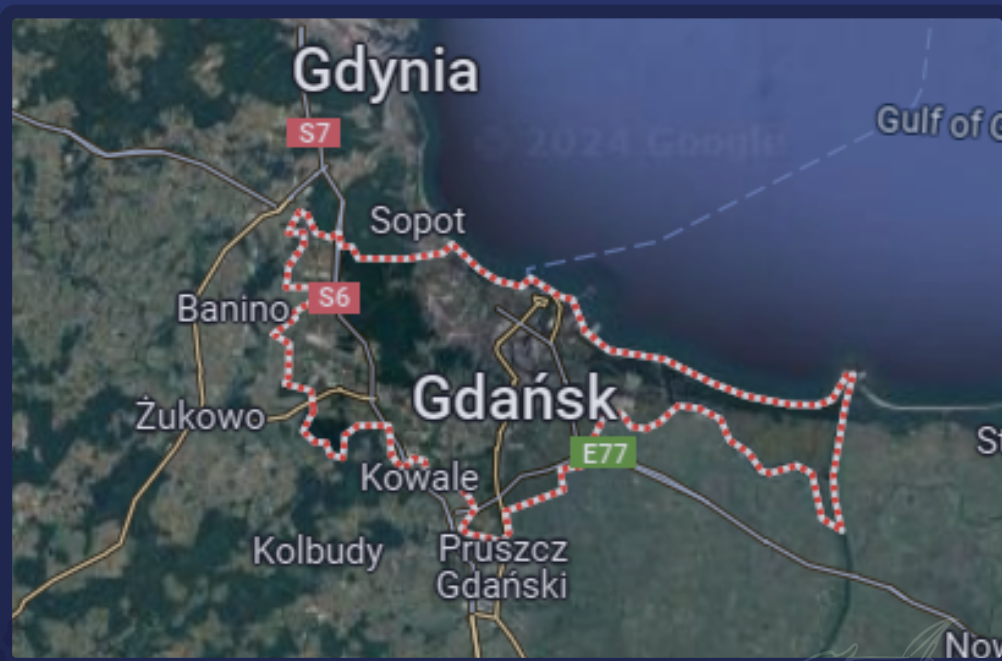 Gdynia
S7
Gulf of G
© 2024 Google
Sopot
S6
Banino
Gdańsk
Żukowo
E77
St
Kowale
Kolbudy
Pruszcz
Gdański
Now